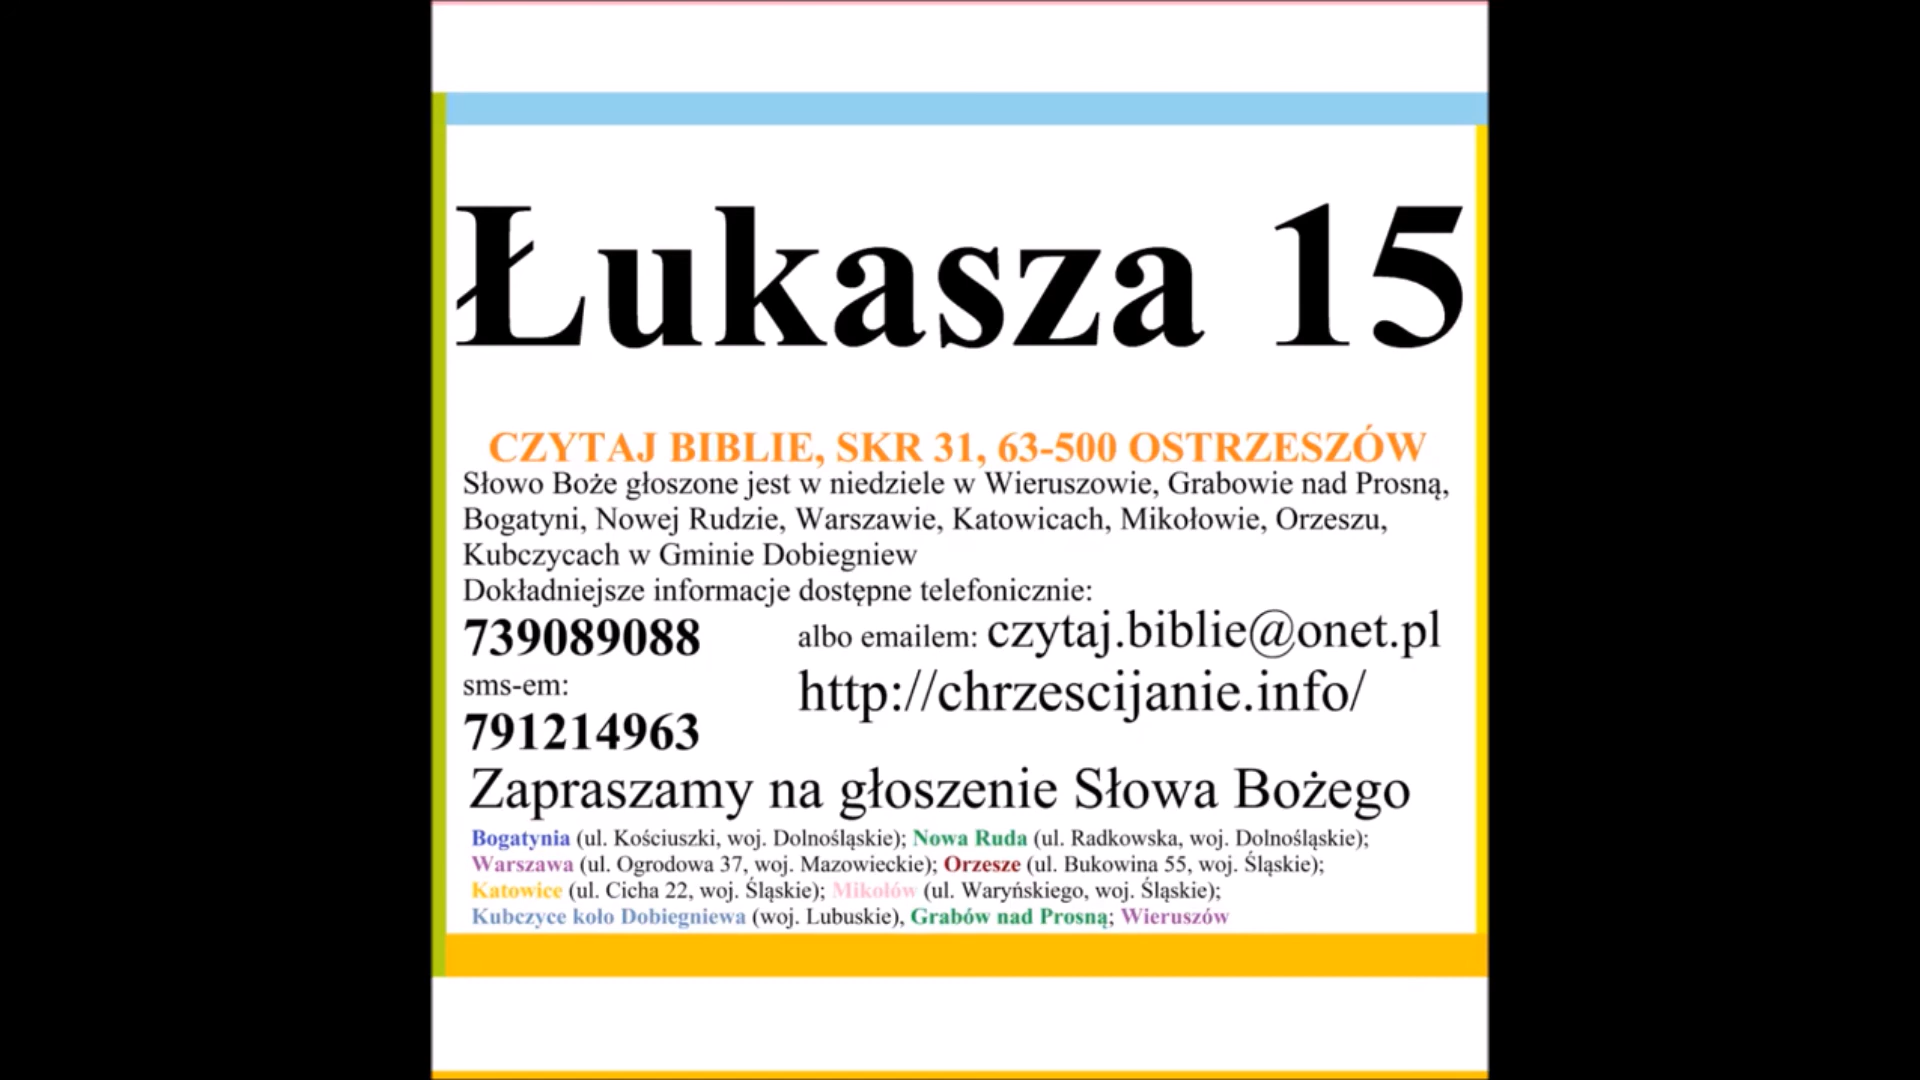 Łukasza 15
CZYTAJ BIBLIE, SKR 31, 63-500 OSTRZESZÓW
Słowo Boże głoszone jest w niedziele w Wieruszowie, Grabowie nad Prosną,
Bogatyni, Nowej Rudzie, Warszawie, Katowicach, Mikołowie, Orzeszu,
Kubczycach w Gminie Dobiegniew
Dokładniejsze informacje dostępne telefonicznie:
739089088
albo emailem: czytaj.biblie@onet.pl
sms-em:
http://chrzescijanie.info/
791214963
Zapraszamy na głoszenie Słowa Bożego
Bogatynia (ul. Kościuszki, woj. Dolnośląskie); Nowa Ruda (ul. Radkowska, woj. Dolnośląskie);
Warszawa (ul. Ogrodowa 37, woj. Mazowieckie); Orzesze (ul. Bukowina 55, woj. Śląskie);
Katowice (ul. Cicha 22, woj. Śląskie); Mikołów (ul. Waryńskiego, woj. Śląskie);
Kubczyce koło Dobiegniewa (woj. Lubuskie), Grabów nad Prosną; Wieruszów